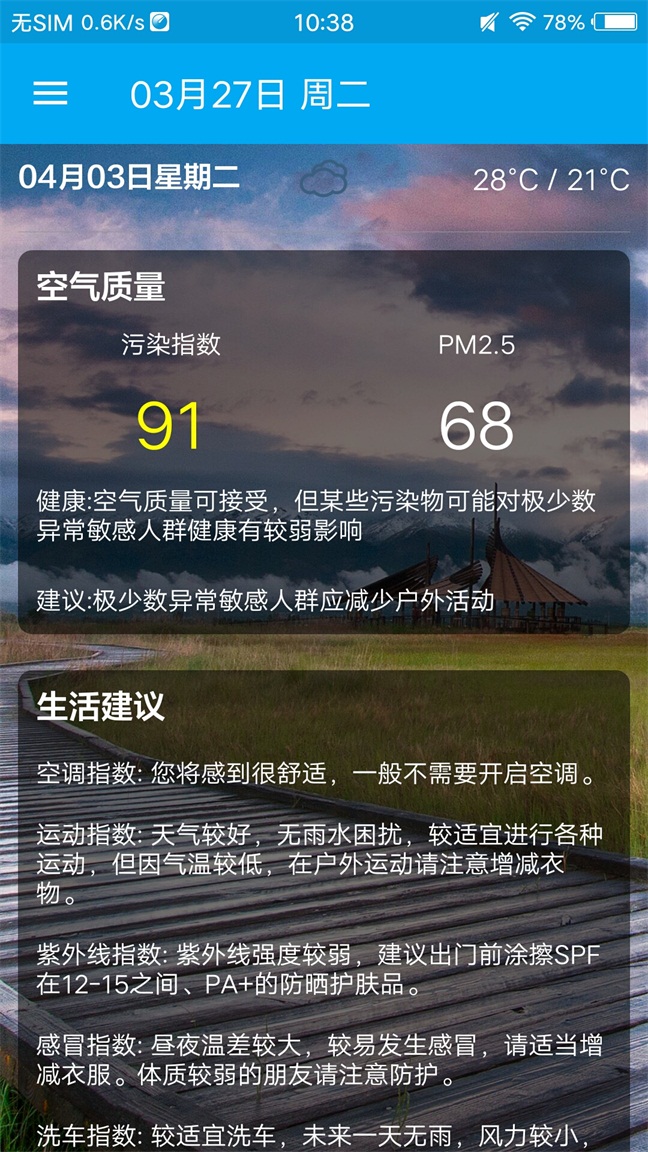 无SIM 0.6K/s 10:38 78%
03月27日 周二
04月03日星期二 28°C / 21°C
空气质量
污染指数 PM2.5
91 68
健康:空气质量可接受，但某些污染物可能对极少数
异常敏感人群健康有较弱影响
建议:极少数异常敏感人群应减少户外活动
生活建议
空调指数: 您将感到很舒适，一般不需要开启空调。
运动指数: 天气较好，无雨水困扰，较适宜进行各种
运动，但因气温较低，在户外运动请注意增减衣
物。
紫外线指数: 紫外线强度较弱，建议出门前涂擦SPF
在12-15之间、PA+的防晒护肤品。
感冒指数: 昼夜温差较大，较易发生感冒，请适当增
减衣服。体质较弱的朋友请注意防护。
洗车指数: 较适宜洗车，未来一天无雨，风力较小，